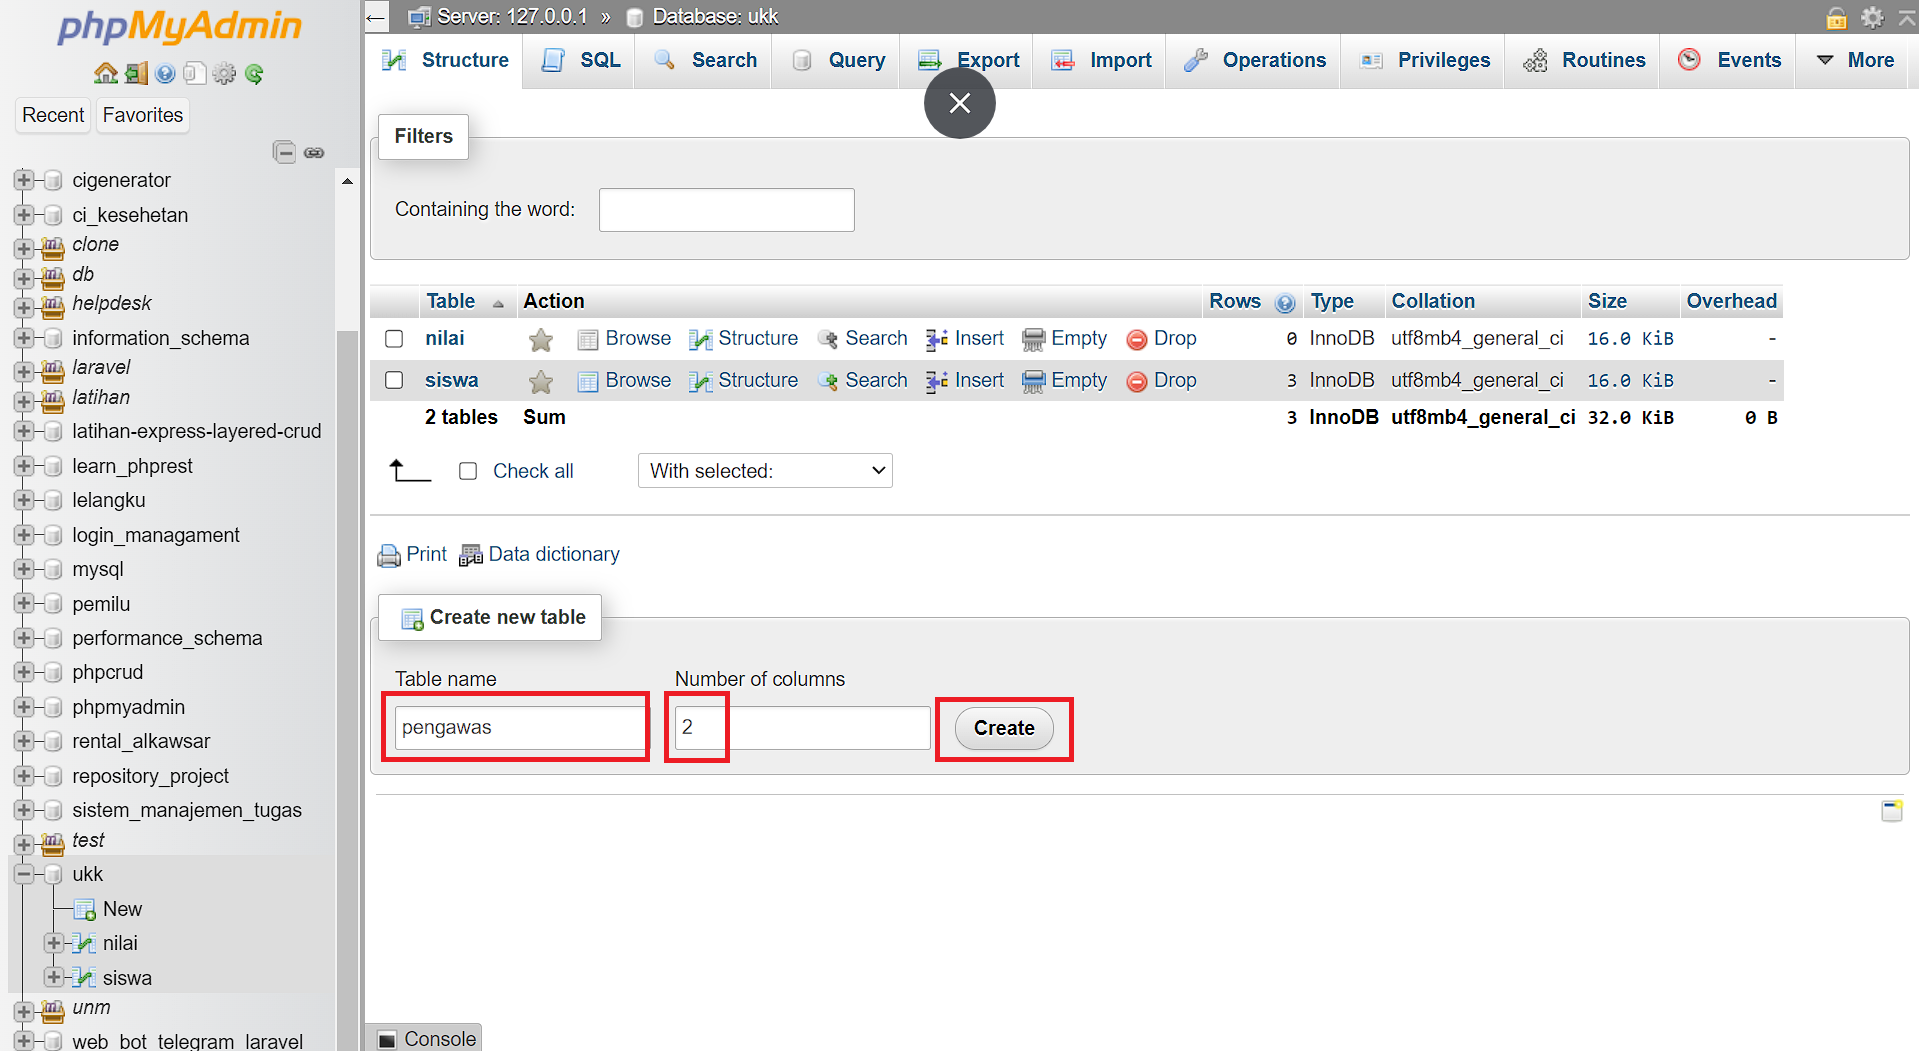 phpMyAdmin
Recent Favorites
cigenerator
ci_kesehetan
clone
db
helpdesk
information_schema
laravel
latihan
latihan-express-layered-crud
learn_phprest
lelangku
login_managament
mysql
pemilu
performance_schema
phpcrud
phpmyadmin
rental_alkawsar
repository_project
sistem_manajemen_tugas
test
ukk
New
nilai
siswa
unm
web_bot_telegram_laravel
Server: 127.0.0.1 » Database: ukk
Structure SQL Search Query Export Import Operations Privileges Routines Events More
Filters
Containing the word:
Table Action Rows Type Collation Size Overhead
nilai Browse Structure Search Insert Empty Drop 0 InnoDB utf8mb4_general_ci 16.0 KiB -
siswa Browse Structure Search Insert Empty Drop 3 InnoDB utf8mb4_general_ci 16.0 KiB -
2 tables Sum 3 InnoDB utf8mb4_general_ci 32.0 KiB 0 B
Check all With selected:
Print Data dictionary
Create new table
Table name Number of columns
pengawas 2 Create
Console